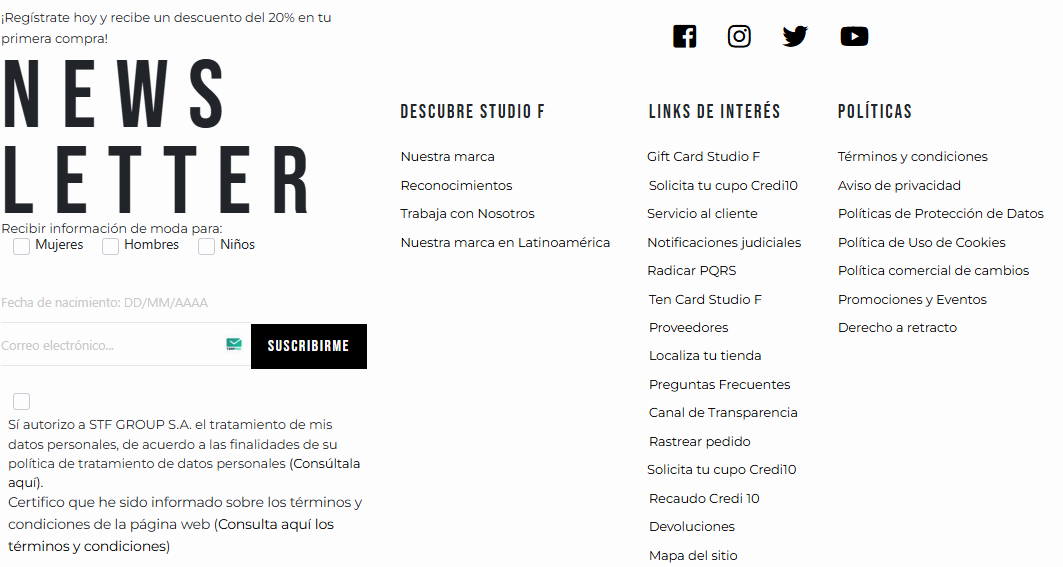 ¡Regístrate hoy y recibe un descuento del 20% en tu
primera compra!
NEWS
LETTER
Recibir información de moda para:
Mujeres
Hombres
Niños
Fecha de nacimiento: DD/MM/AAAA
Correo electrónico...
SUSCRIBIRME
Sí autorizo a STF GROUP S.A. el tratamiento de mis
datos personales, de acuerdo a las finalidades de su
política de tratamiento de datos personales (Consúltala
aquí).
Certifico que he sido informado sobre los términos y
condiciones de la página web (Consulta aquí los
términos y condiciones)
DESCUBRE STUDIO F
Nuestra marca
Reconocimientos
Trabaja con Nosotros
Nuestra marca en Latinoamérica
LINKS DE INTERÉS
Gift Card Studio F
Solicita tu cupo Credi10
Servicio al cliente
Notificaciones judiciales
Radicar PQRS
Ten Card Studio F
Proveedores
Localiza tu tienda
Preguntas Frecuentes
Canal de Transparencia
Rastrear pedido
Solicita tu cupo Credi10
Recaudo Credi 10
Devoluciones
Mapa del sitio
POLÍTICAS
Términos y condiciones
Aviso de privacidad
Políticas de Protección de Datos
Política de Uso de Cookies
Política comercial de cambios
Promociones y Eventos
Derecho a retracto